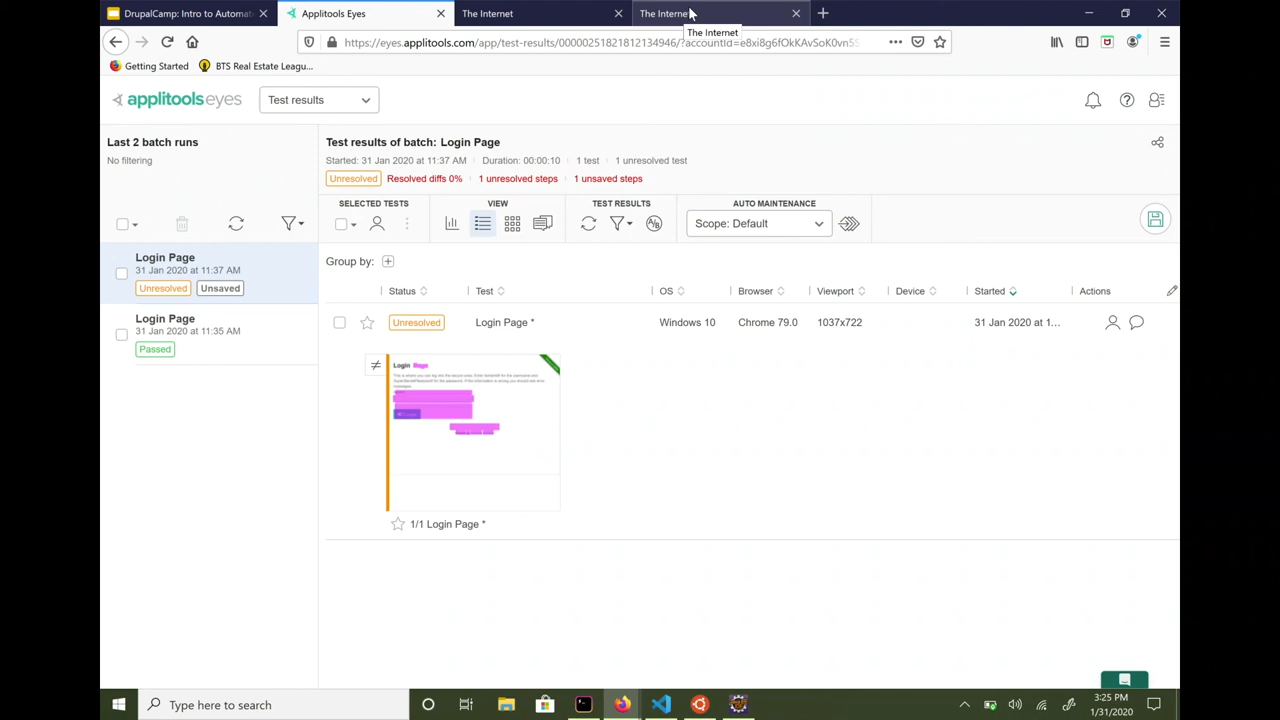 DrupalCamp: Intro to Automat
Applitools Eyes
The Internet
The Internet
The Internet
https://eyes.applitools.com/app/test-results/00000251821812134946/?accountId=e8xi8g6fOkKAvSoK0vn5S
Getting Started
BTS Real Estate Leagu...
applitools eyes
Test results
Last 2 batch runs
No filtering
Test results of batch: Login Page
Started: 31 Jan 2020 at 11:37 AM Duration: 00:00:10 1 test 1 unresolved test
Unresolved Resolved diffs 0% 1 unresolved steps 1 unsaved steps
SELECTED TESTS VIEW TEST RESULTS AUTO MAINTENANCE
Scope: Default
Login Page
31 Jan 2020 at 11:37 AM
Unresolved Unsaved
Login Page
31 Jan 2020 at 11:35 AM
Passed
Group by:
Status Test OS Browser Viewport Device Started Actions
Unresolved Login Page * Windows 10 Chrome 79.0 1037x722 31 Jan 2020 at 1...
Login Page
1/1 Login Page *
Type here to search
3:25 PM
1/31/2020